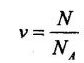 ν = N / N_A